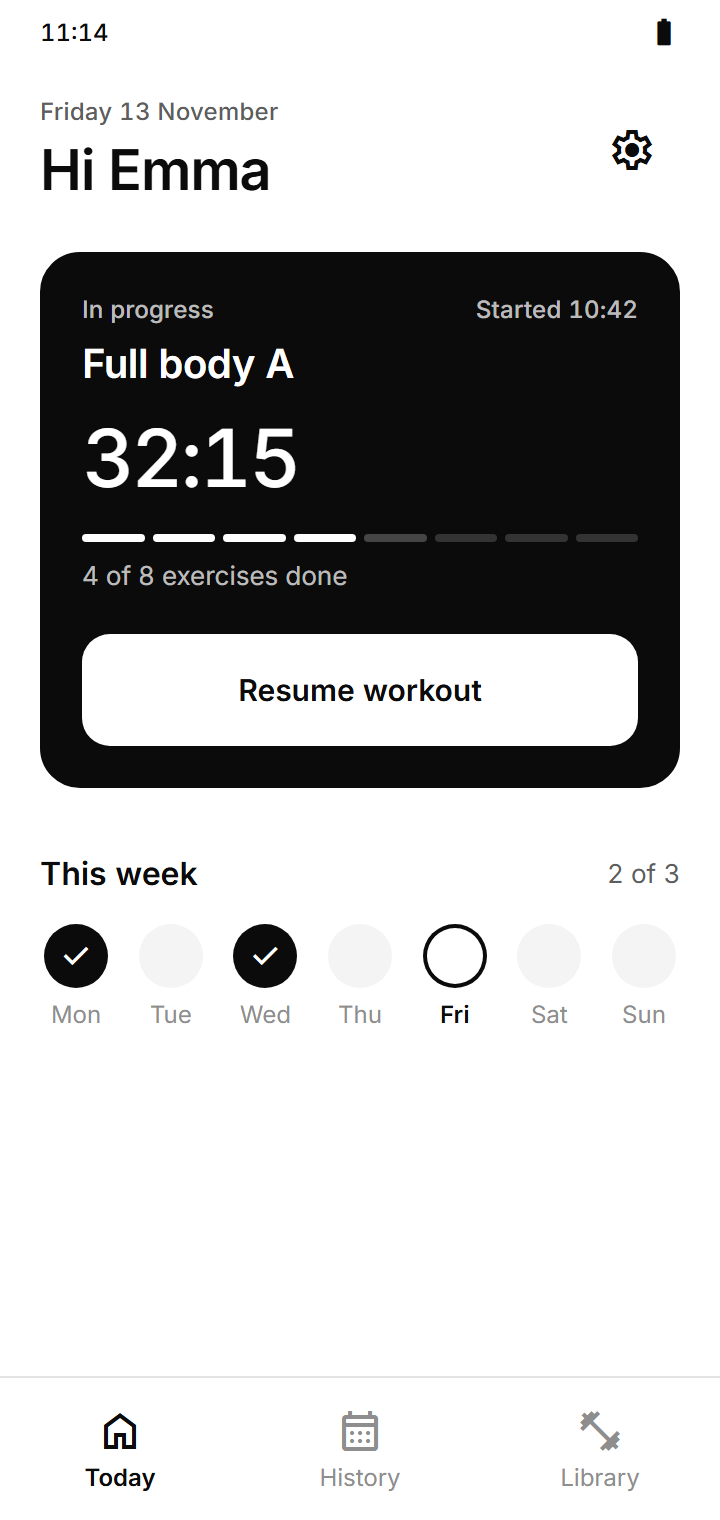 11:14
Friday 13 November
Hi Emma
In progress
Started 10:42
Full body A
32:15
4 of 8 exercises done
Resume workout
This week
2 of 3
Mon Tue Wed Thu Fri Sat Sun
Today History Library